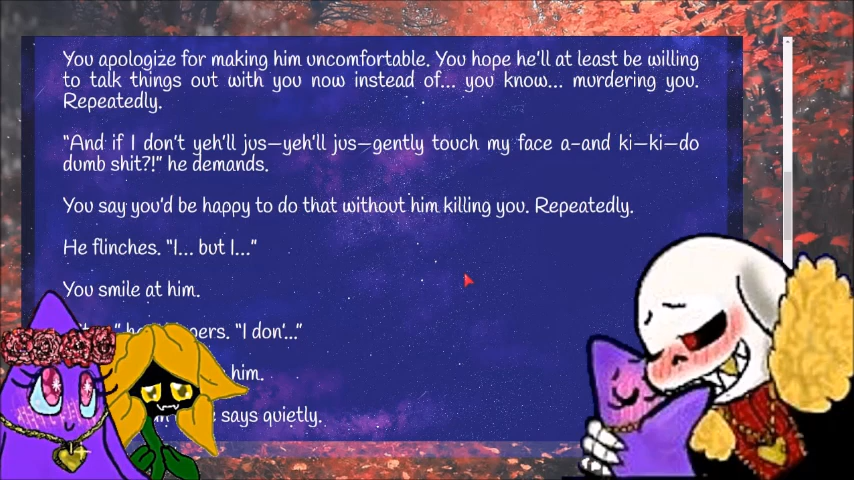 You apologize for making him uncomfortable. You hope he'll at least be willing
to talk things out with you now instead of... you know... murdering you.
Repeatedly.
"And if I don't yeh'll jus—yeh'll jus—gently touch my face a-and ki—ki—do
dumb shit?!" he demands.
You say you'd be happy to do that without him killing you. Repeatedly.
He flinches. "I... but I..."
You smile at him.
"I don'..."
him.
says quietly.